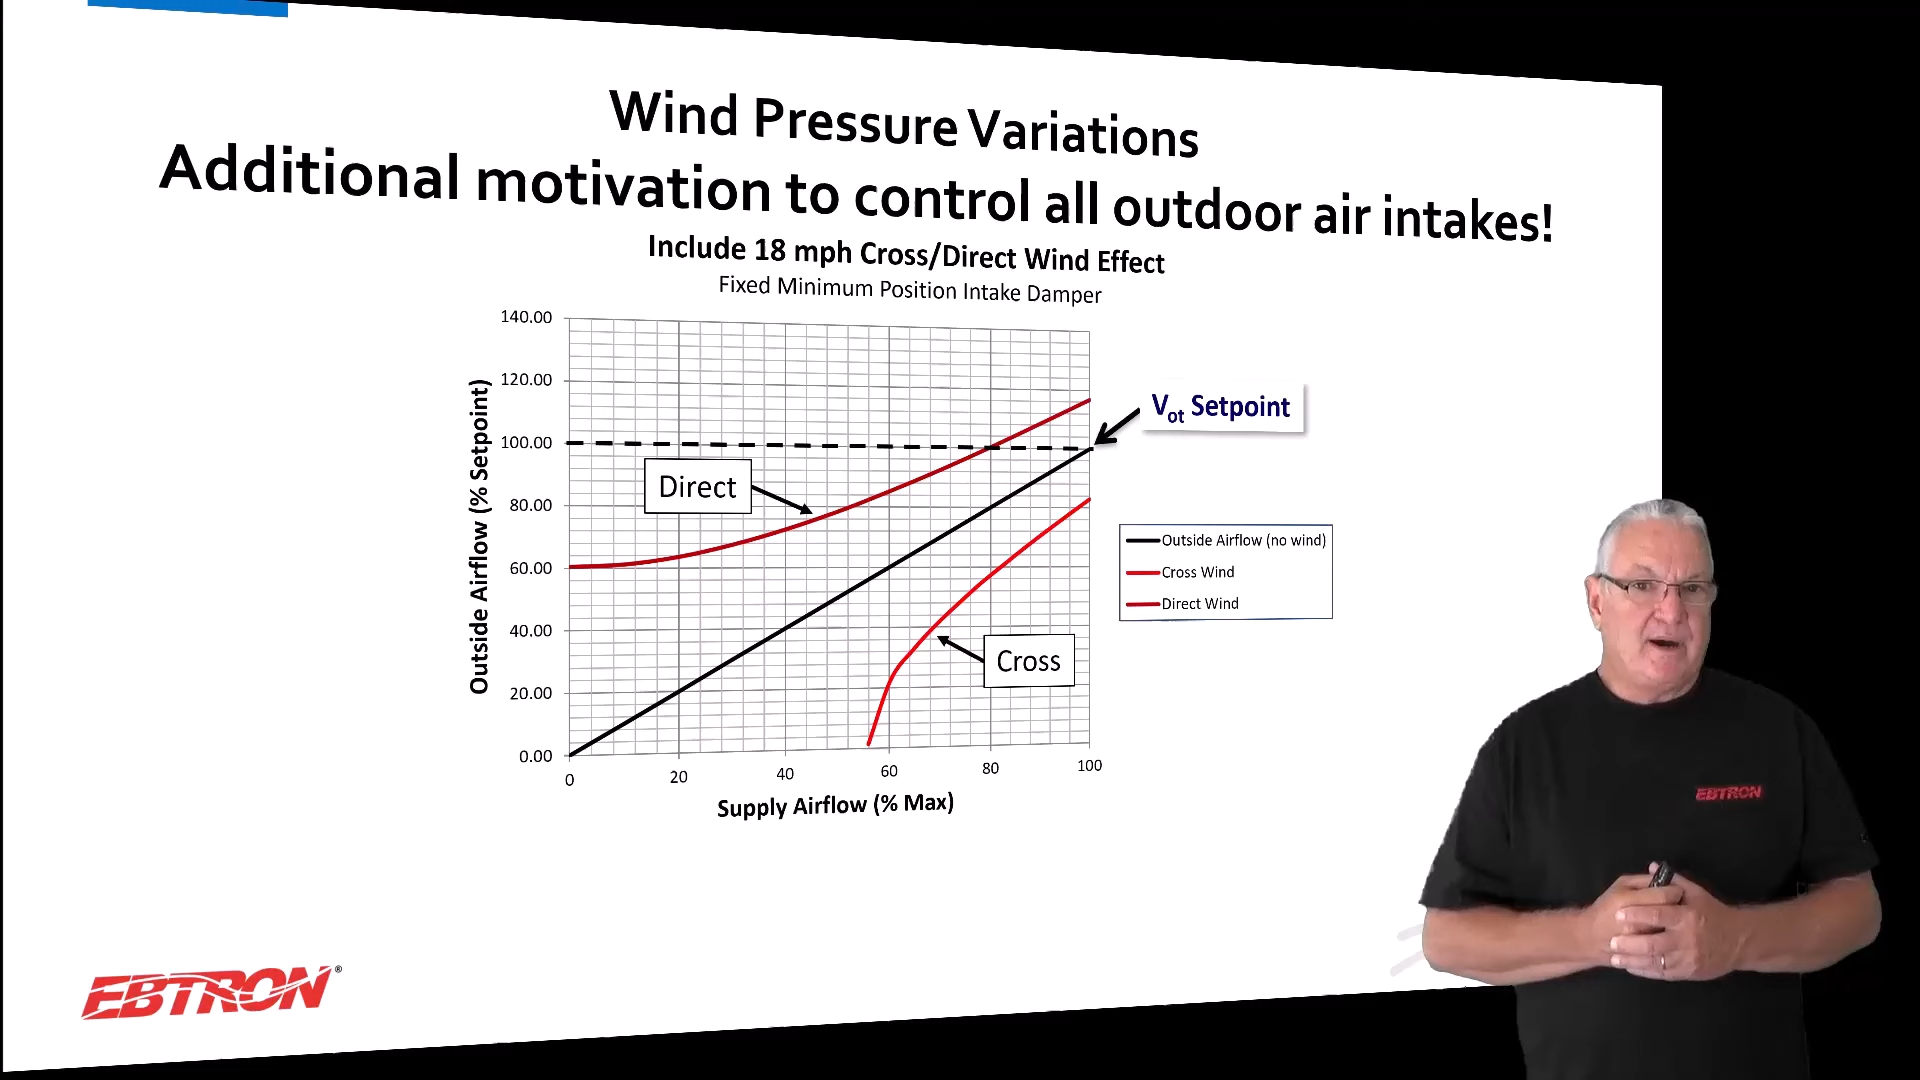 Wind Pressure Variations
Additional motivation to control all outdoor air intakes!
Include 18 mph Cross/Direct Wind Effect
Fixed Minimum Position Intake Damper
140.00
120.00
100.00
80.00
60.00
40.00
20.00
0.00
Outside Airflow (% Setpoint)
0 20 40 60 80 100
Supply Airflow (% Max)
Direct
Cross
Vot Setpoint
Outside Airflow (no wind)
Cross Wind
Direct Wind
EBTRON
EBTRON®